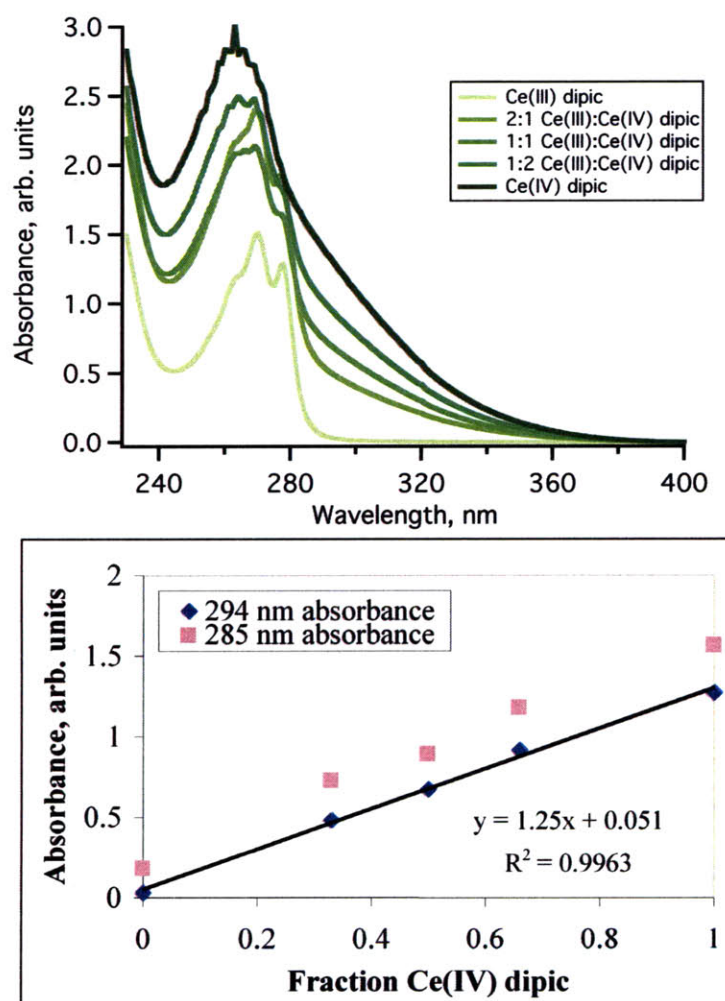 3.0
2.5
2.0
1.5
1.0
0.5
0.0
Absorbance, arb. units
Ce(III) dipic
2:1 Ce(III):Ce(IV) dipic
1:1 Ce(III):Ce(IV) dipic
1:2 Ce(III):Ce(IV) dipic
Ce(IV) dipic
240 280 320 360 400
Wavelength, nm
2
1.5
1
0.5
0
Absorbance, arb. units
294 nm absorbance
285 nm absorbance
y = 1.25x + 0.051
R² = 0.9963
0 0.2 0.4 0.6 0.8 1
Fraction Ce(IV) dipic